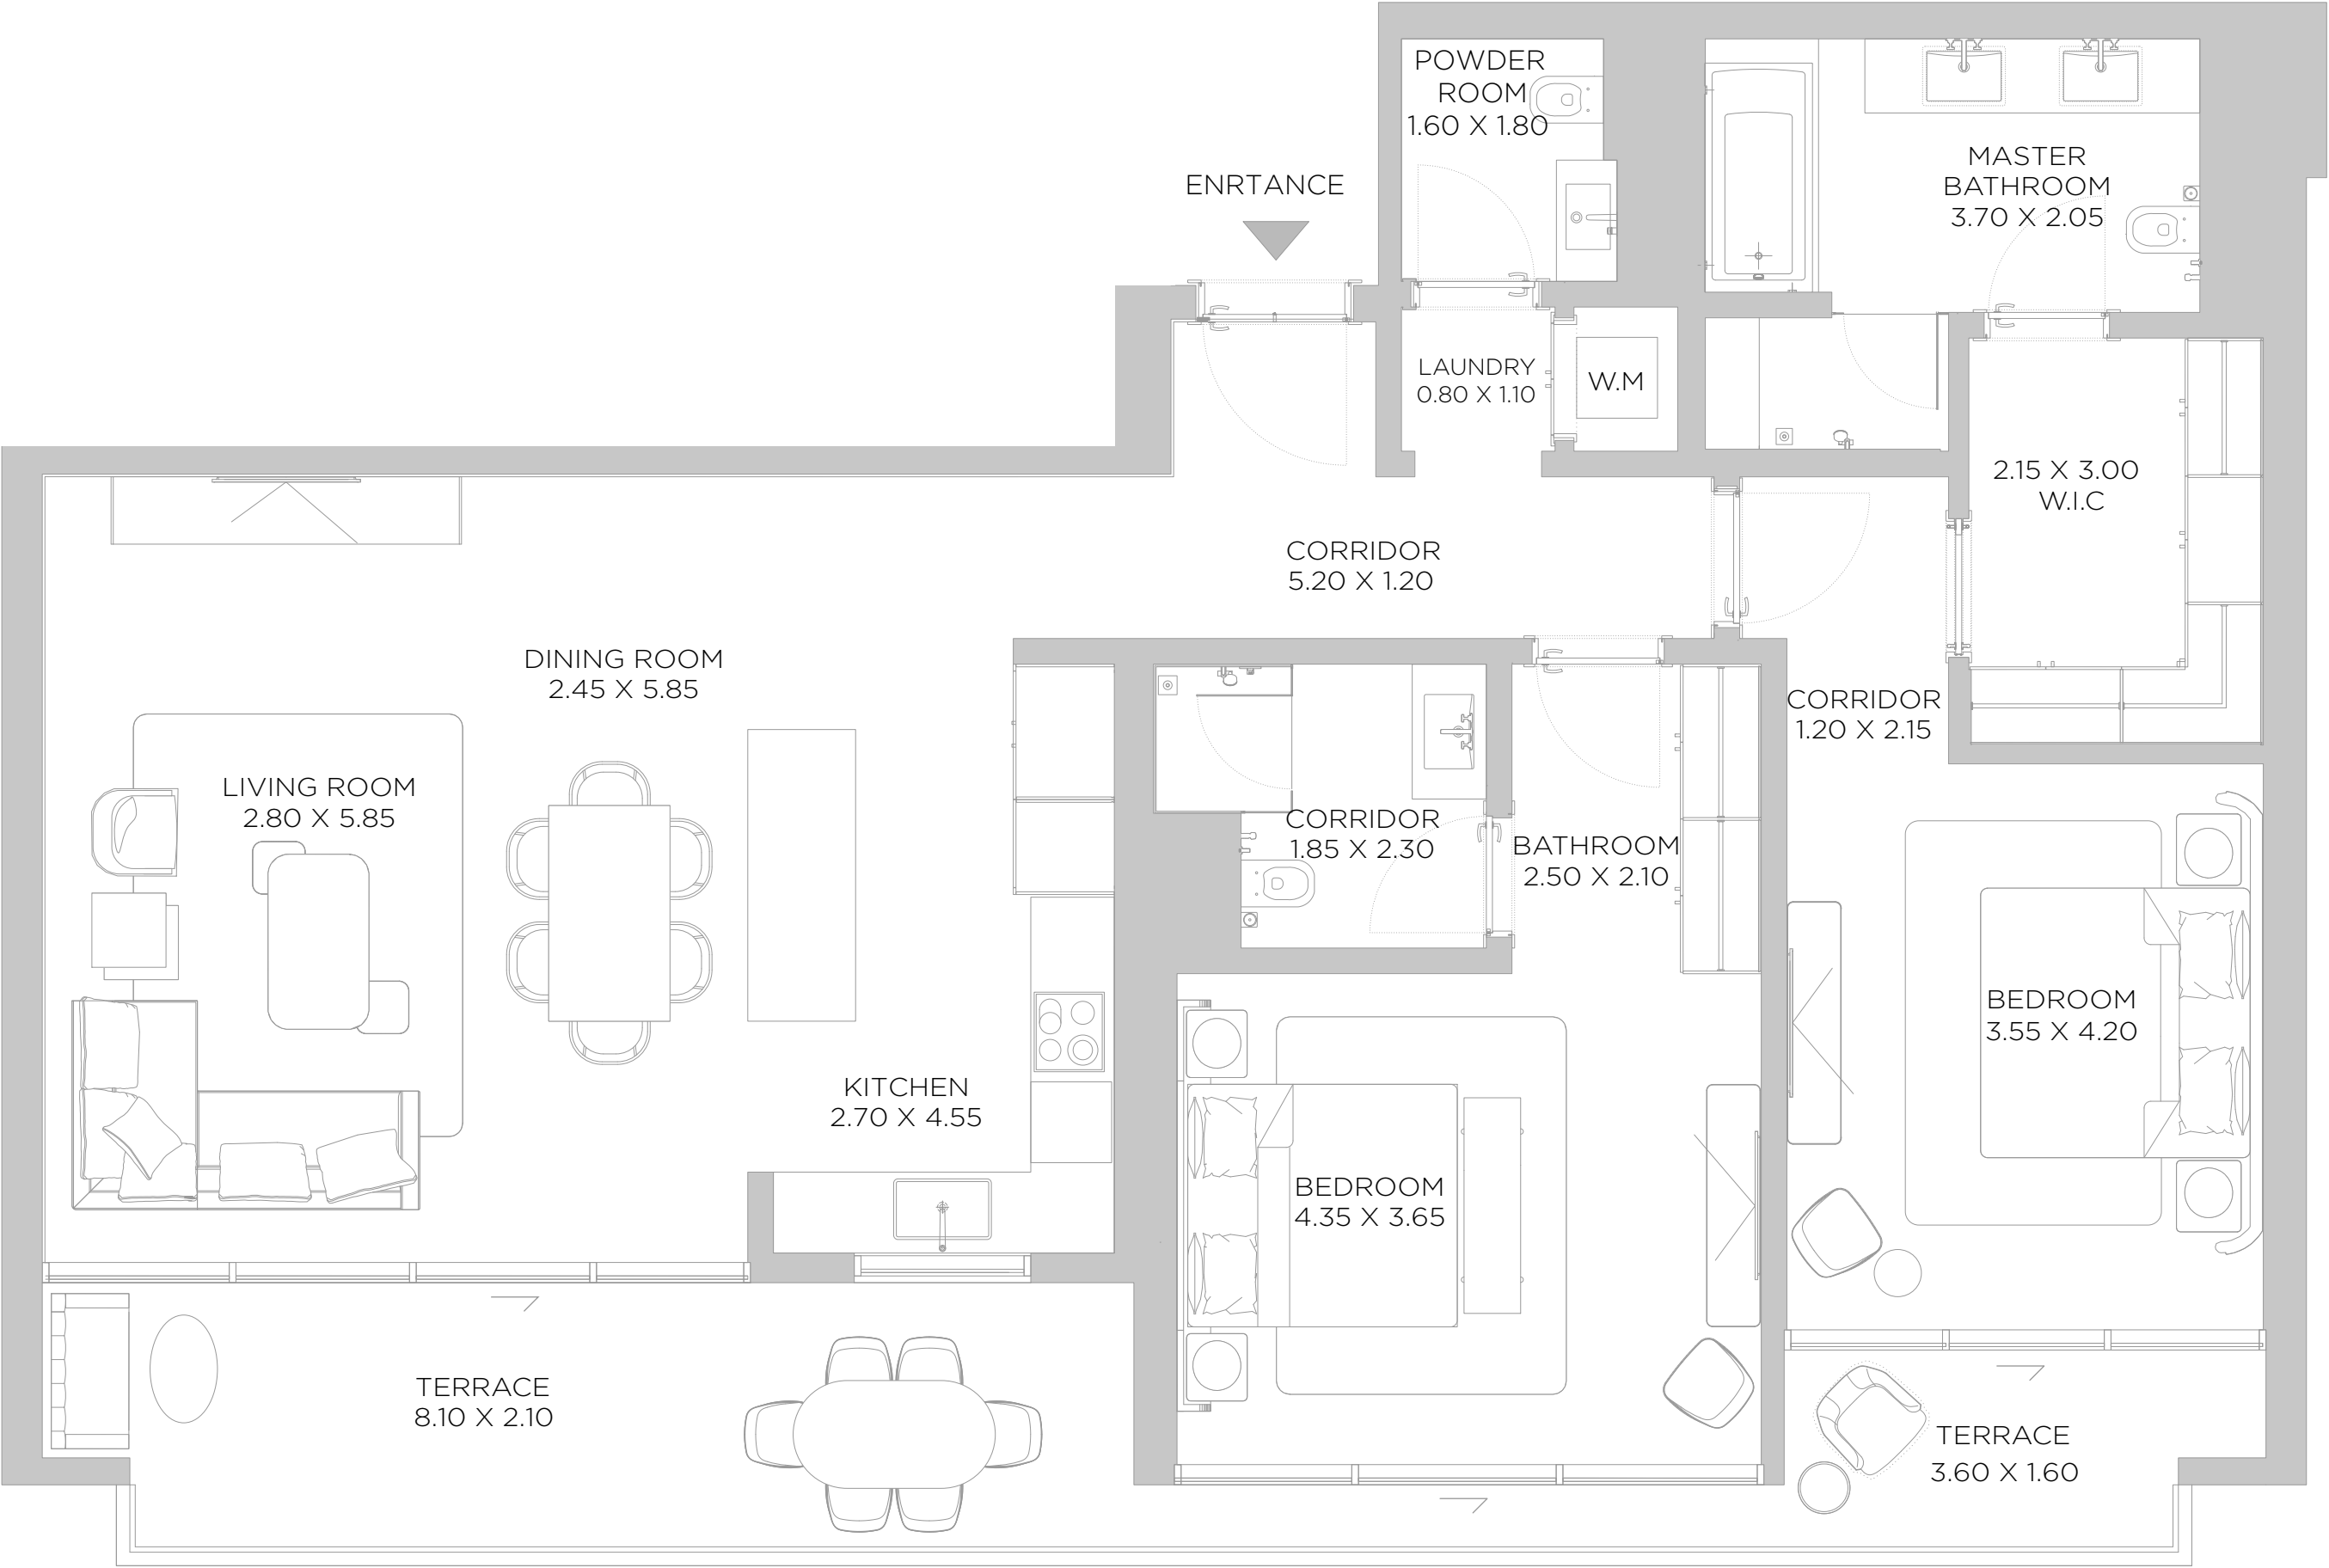 POWDER
ROOM
1.60 X 1.80
MASTER
BATHROOM
3.70 X 2.05
ENRTANCE
LAUNDRY
0.80 X 1.10
W.M
2.15 X 3.00
W.I.C
CORRIDOR
5.20 X 1.20
DINING ROOM
2.45 X 5.85
CORRIDOR
1.20 X 2.15
LIVING ROOM
2.80 X 5.85
CORRIDOR
1.85 X 2.30
BATHROOM
2.50 X 2.10
BEDROOM
3.55 X 4.20
KITCHEN
2.70 X 4.55
BEDROOM
4.35 X 3.65
TERRACE
8.10 X 2.10
TERRACE
3.60 X 1.60